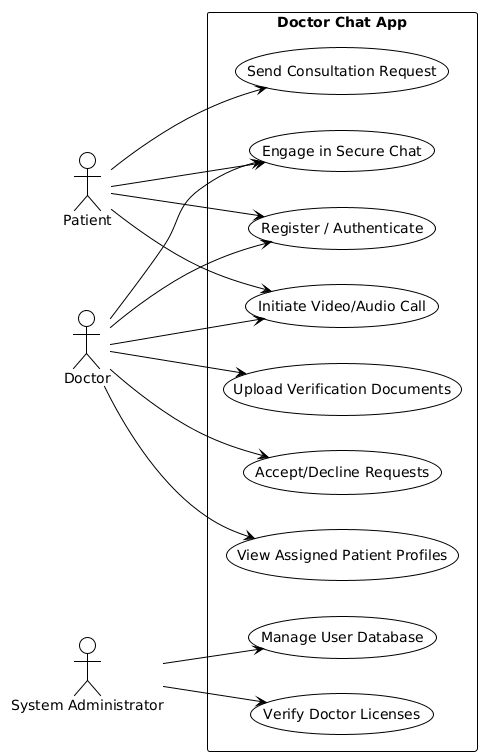 Doctor Chat App
Send Consultation Request
Engage in Secure Chat
Patient
Register / Authenticate
Initiate Video/Audio Call
Doctor
Upload Verification Documents
Accept/Decline Requests
View Assigned Patient Profiles
Manage User Database
System Administrator
Verify Doctor Licenses